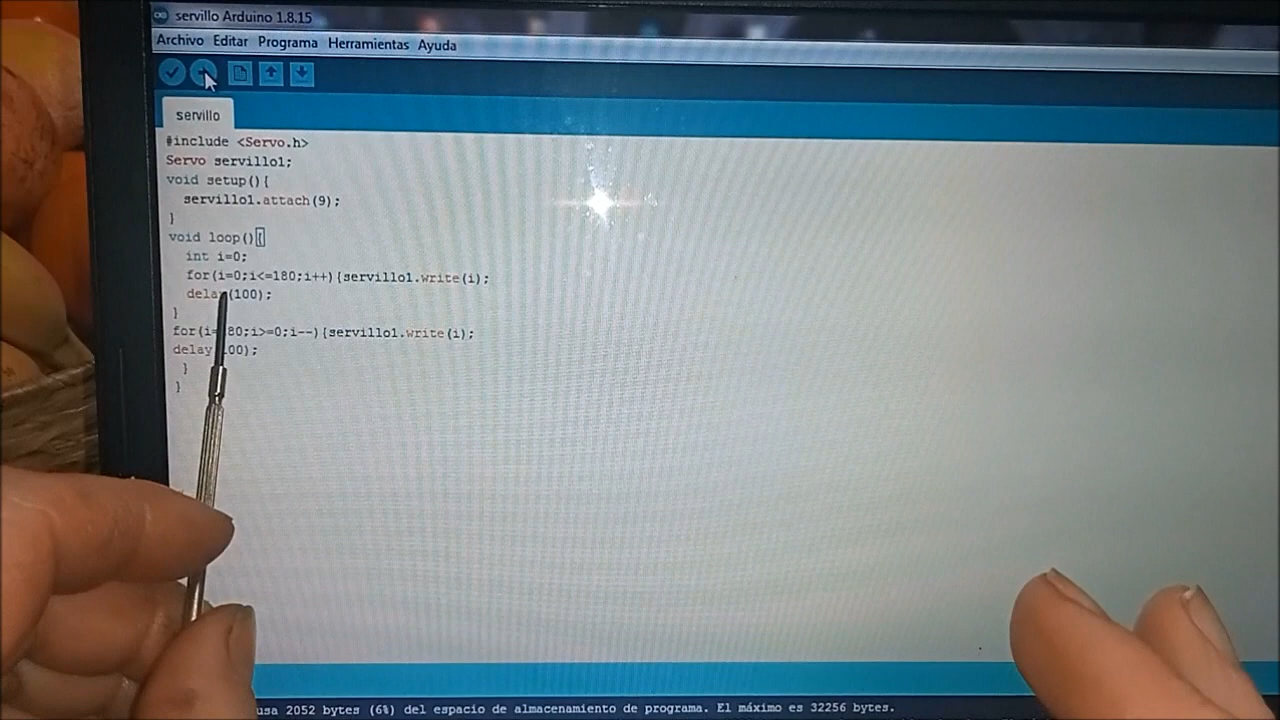 servillo Arduino 1.8.15
Archivo Editar Programa Herramientas Ayuda
servillo
#include <Servo.h>
Servo servillo1;
void setup(){
servillo1.attach(9);
}
void loop(){
int i=0;
for(i=0;i<=180;i++){servillo1.write(i);
delay(100);
}
for(i=180;i>=0;i--){servillo1.write(i);
delay(100);
}
}
usa 2052 bytes (6%) del espacio de almacenamiento de programa. El máximo es 32256 bytes.